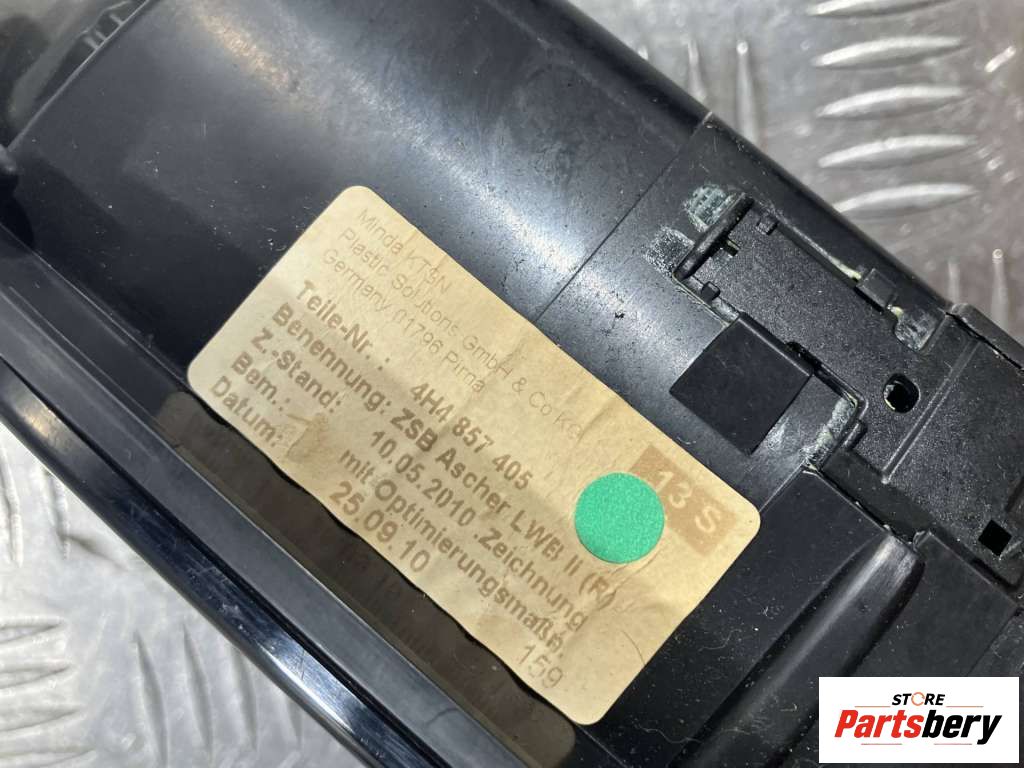 Minda KTSN
Plastic Solutions GmbH & Co Ke
Germany 01796 Pirna
Teile-Nr. : 4H4 857 405
Benennung: ZSB Ascher LWB II (R)
Z.-Stand: 10.05.2010 Zeichnung
Bem.: mit Optimierungsmaßn.
Datum: 25.09.10
159
13 S
STORE
Partsbery